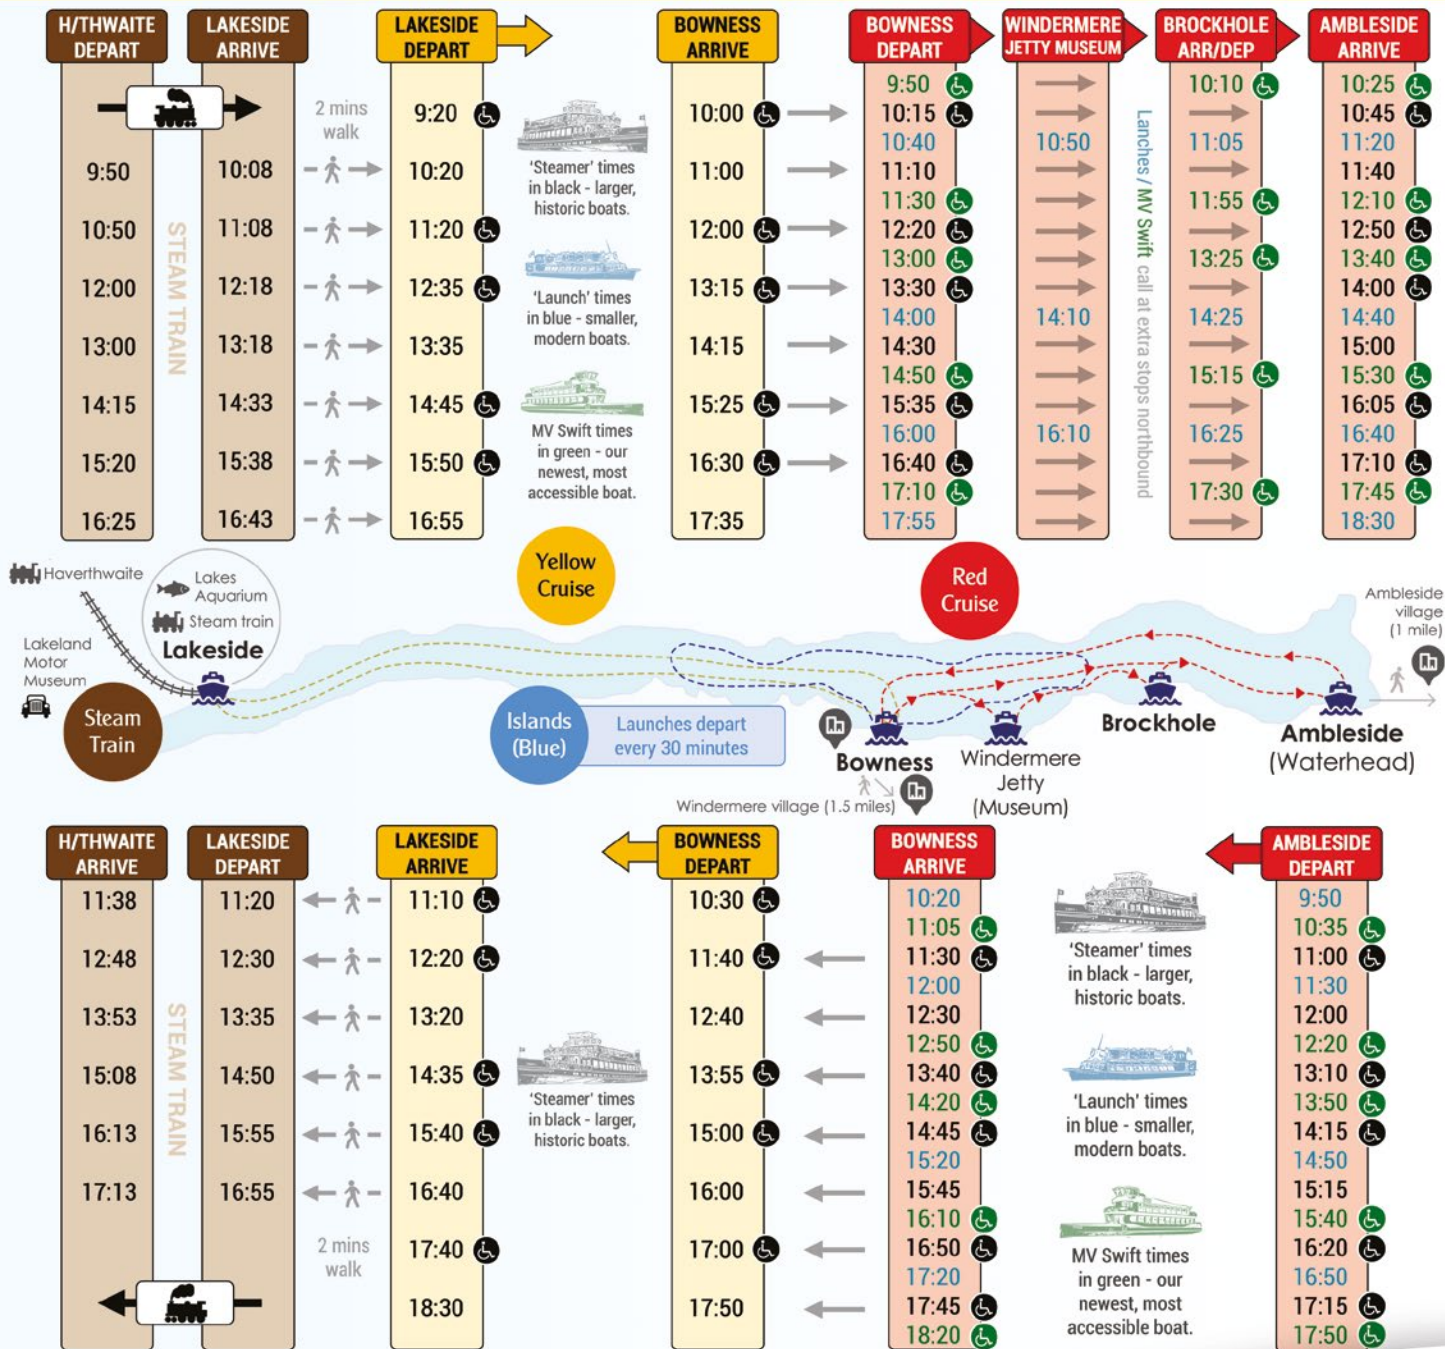 H/THWAITE DEPART
LAKESIDE ARRIVE
LAKESIDE DEPART
BOWNESS ARRIVE
BOWNESS DEPART
WINDERMERE JETTY MUSEUM
BROCKHOLE ARR/DEP
AMBLESIDE ARRIVE
9:50 10:10 10:25
2 mins
walk
9:20 10:00 10:15 10:45
10:40 10:50 11:05 11:20
9:50 10:08 10:20 11:00 11:10 11:40
11:30 11:55 12:10
10:50 11:08 11:20 12:00 12:20 12:50
13:00 13:25 13:40
12:00 12:18 12:35 13:15 13:30 14:00
14:00 14:10 14:25 14:40
13:00 13:18 13:35 14:15 14:30 15:00
14:50 15:15 15:30
14:15 14:33 14:45 15:25 15:35 16:05
16:00 16:10 16:25 16:40
15:20 15:38 15:50 16:30 16:40 17:10
17:10 17:30 17:45
16:25 16:43 16:55 17:35 17:55 18:30
STEAM TRAIN
'Steamer' times
in black - larger,
historic boats.
'Launch' times
in blue - smaller,
modern boats.
MV Swift times
in green - our
newest, most
accessible boat.
Lanches / MV Swift call at extra stops northbound
Haverthwaite
Lakes
Aquarium
Steam train
Lakeside
Lakeland
Motor
Museum
Steam
Train
Yellow
Cruise
Islands
(Blue)
Launches depart
every 30 minutes
Red
Cruise
Bowness
Windermere village (1.5 miles)
Windermere
Jetty
(Museum)
Brockhole
Ambleside
(Waterhead)
Ambleside
village
(1 mile)
H/THWAITE ARRIVE
LAKESIDE DEPART
LAKESIDE ARRIVE
BOWNESS DEPART
BOWNESS ARRIVE
AMBLESIDE DEPART
11:38 11:20 11:10 10:30 10:20 9:50
11:05 10:35
12:48 12:30 12:20 11:40 11:30 11:00
12:00 11:30
13:53 13:35 13:20 12:40 12:30 12:00
12:50 12:20
15:08 14:50 14:35 13:55 13:40 13:10
14:20 13:50
16:13 15:55 15:40 15:00 14:45 14:15
15:20 14:50
17:13 16:55 16:40 16:00 15:45 15:15
16:10 15:40
2 mins
walk
17:40 17:00 16:50 16:20
17:20 16:50
18:30 17:50 17:45 17:15
18:20 17:50
STEAM TRAIN
'Steamer' times
in black - larger,
historic boats.
'Steamer' times
in black - larger,
historic boats.
'Launch' times
in blue - smaller,
modern boats.
MV Swift times
in green - our
newest, most
accessible boat.